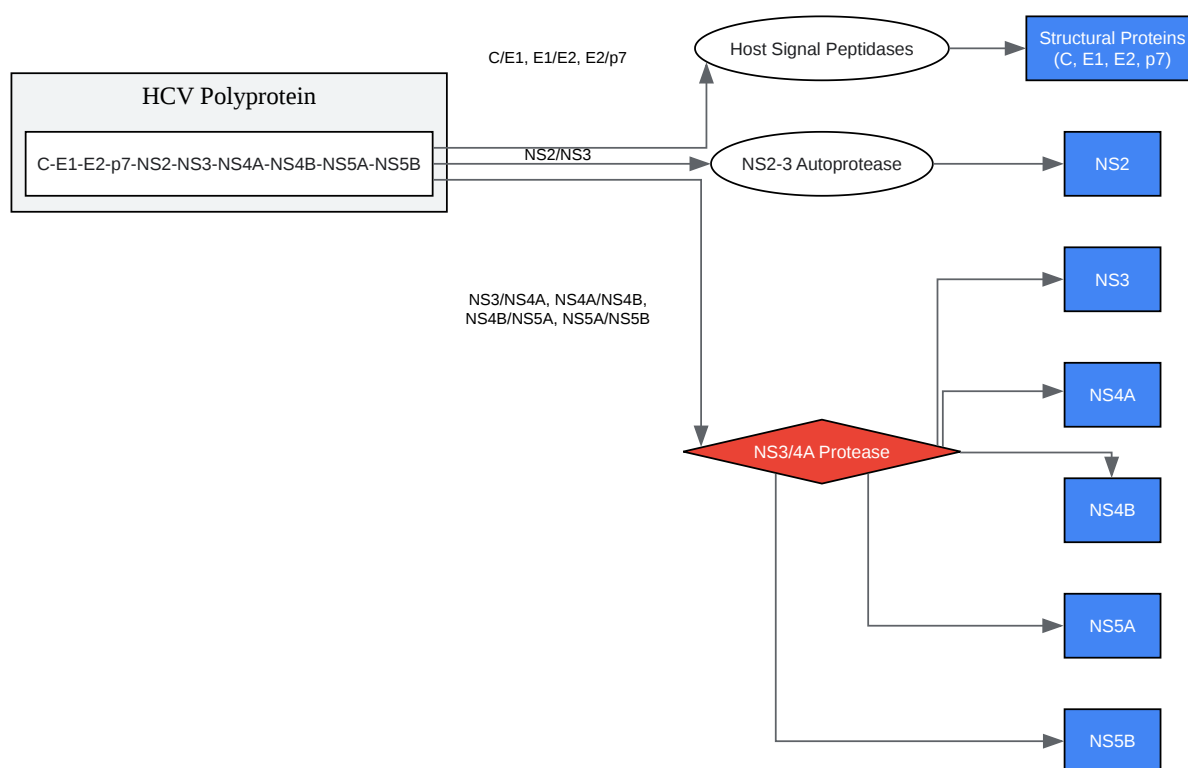 C/E1, E1/E2, E2/p7
Host Signal Peptidases
Structural Proteins
(C, E1, E2, p7)
HCV Polyprotein
C-E1-E2-p7-NS2-NS3-NS4A-NS4B-NS5A-NS5B
NS2/NS3
NS2-3 Autoprotease
NS2
NS3
NS3/NS4A, NS4A/NS4B,
NS4B/NS5A, NS5A/NS5B
NS4A
NS3/4A Protease
NS4B
NS5A
NS5B